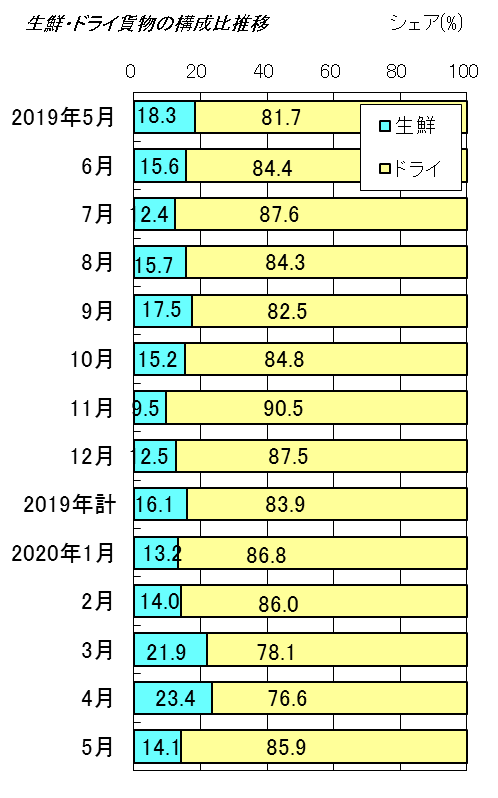 生鮮・ドライ貨物の構成比推移 シェア(%)
0 20 40 60 80 100
2019年5月 18.3 81.7
生鮮
ドライ
6月 15.6 84.4
7月 12.4 87.6
8月 15.7 84.3
9月 17.5 82.5
10月 15.2 84.8
11月 9.5 90.5
12月 12.5 87.5
2019年計 16.1 83.9
2020年1月 13.2 86.8
2月 14.0 86.0
3月 21.9 78.1
4月 23.4 76.6
5月 14.1 85.9